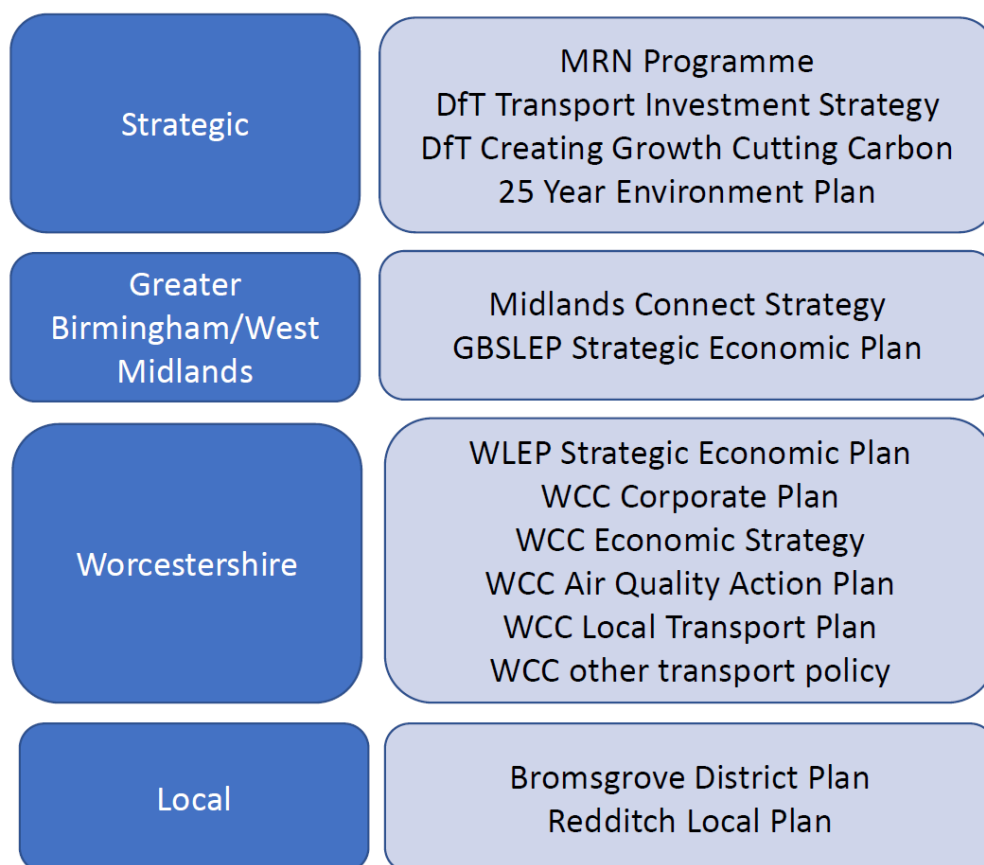 Strategic
MRN Programme
DfT Transport Investment Strategy
DfT Creating Growth Cutting Carbon
25 Year Environment Plan
Greater
Birmingham/West
Midlands
Midlands Connect Strategy
GBSLEP Strategic Economic Plan
Worcestershire
WLEP Strategic Economic Plan
WCC Corporate Plan
WCC Economic Strategy
WCC Air Quality Action Plan
WCC Local Transport Plan
WCC other transport policy
Local
Bromsgrove District Plan
Redditch Local Plan